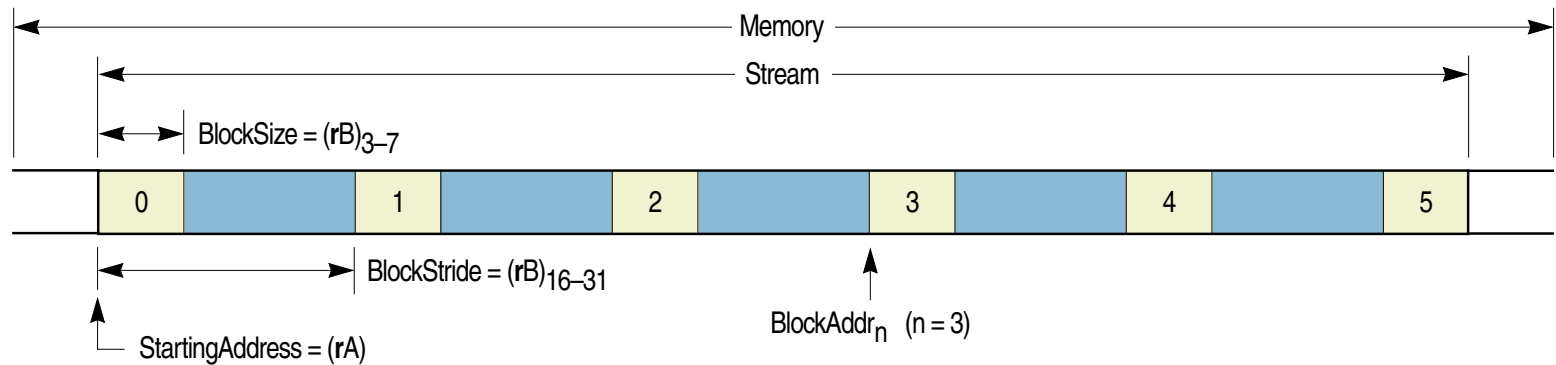 Memory
Stream
BlockSize = (rB)3–7
0 1 2 3 4 5
BlockStride = (rB)16–31
BlockAddrn (n = 3)
StartingAddress = (rA)